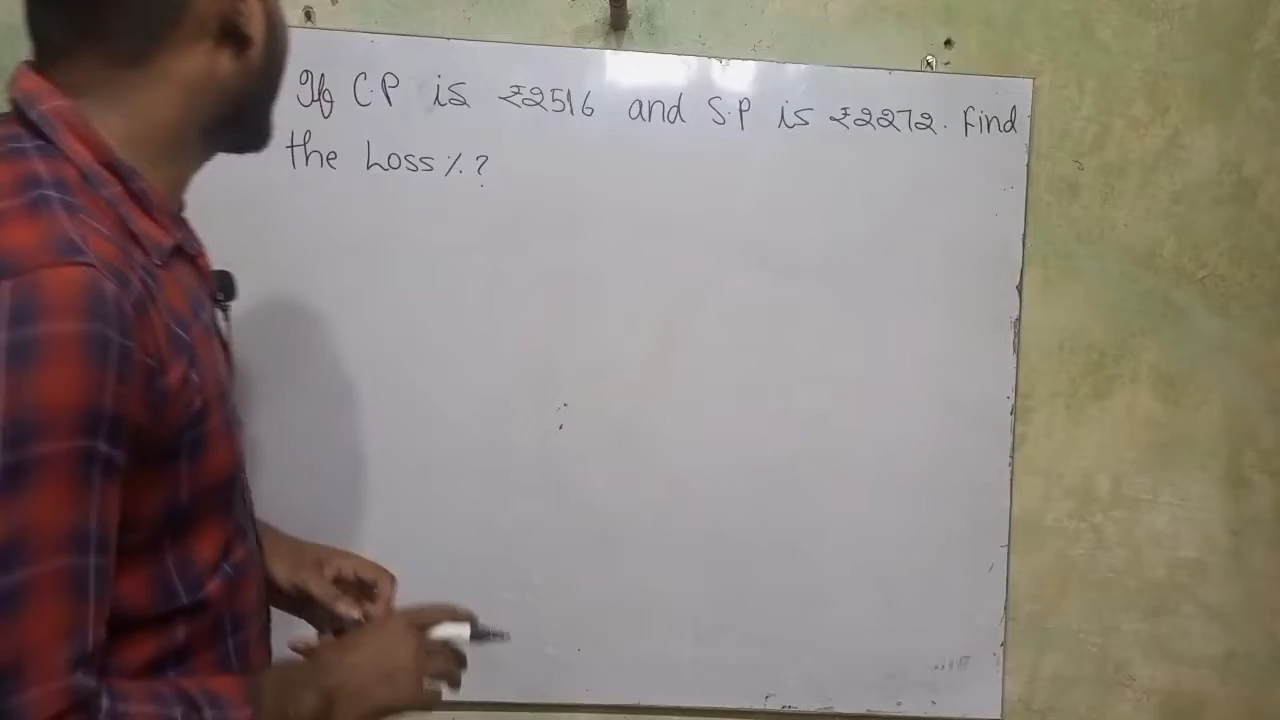 If C.P is ₹2516 and S.P is ₹2272. Find
the Loss%.?